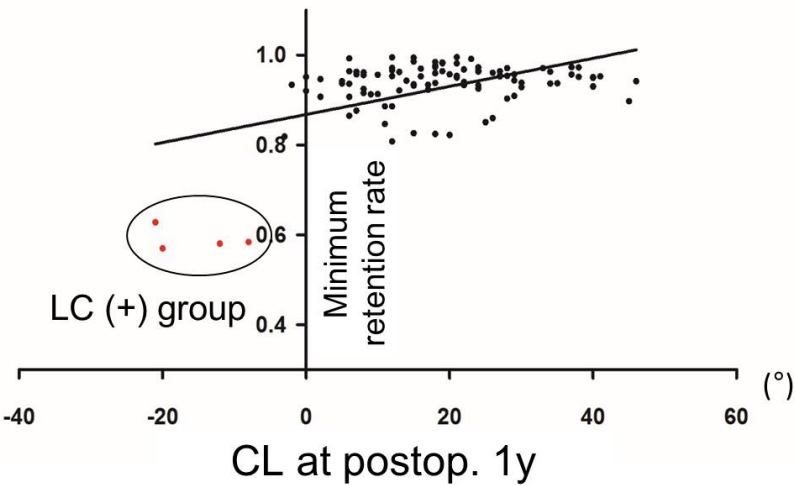 1.0
0.8
0.6
0.4
Minimum
retention rate
LC (+) group
-40 -20 0 20 40 60
(°)
CL at postop. 1y